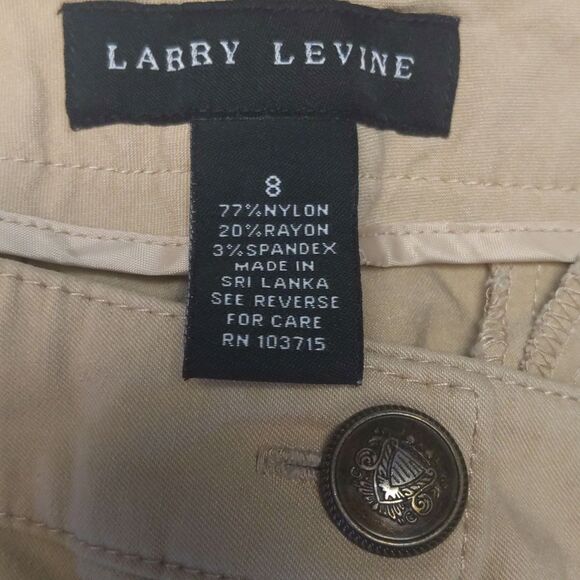 LARRY LEVINE
8
77%NYLON
20%RAYON
3%SPANDEX
MADE IN
SRI LANKA
SEE REVERSE
FOR CARE
RN 103715